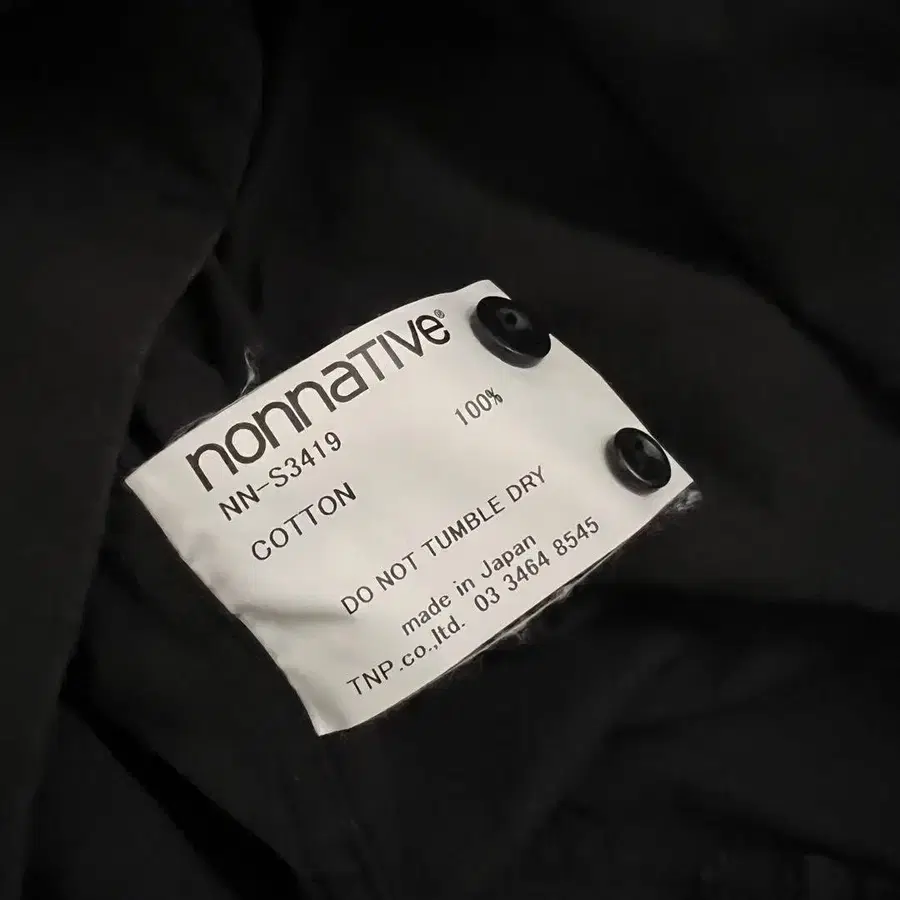 nonnative®
NN-S3419
COTTON 100%
DO NOT TUMBLE DRY
made in Japan
TNP.co.,ltd. 03 3464 8545